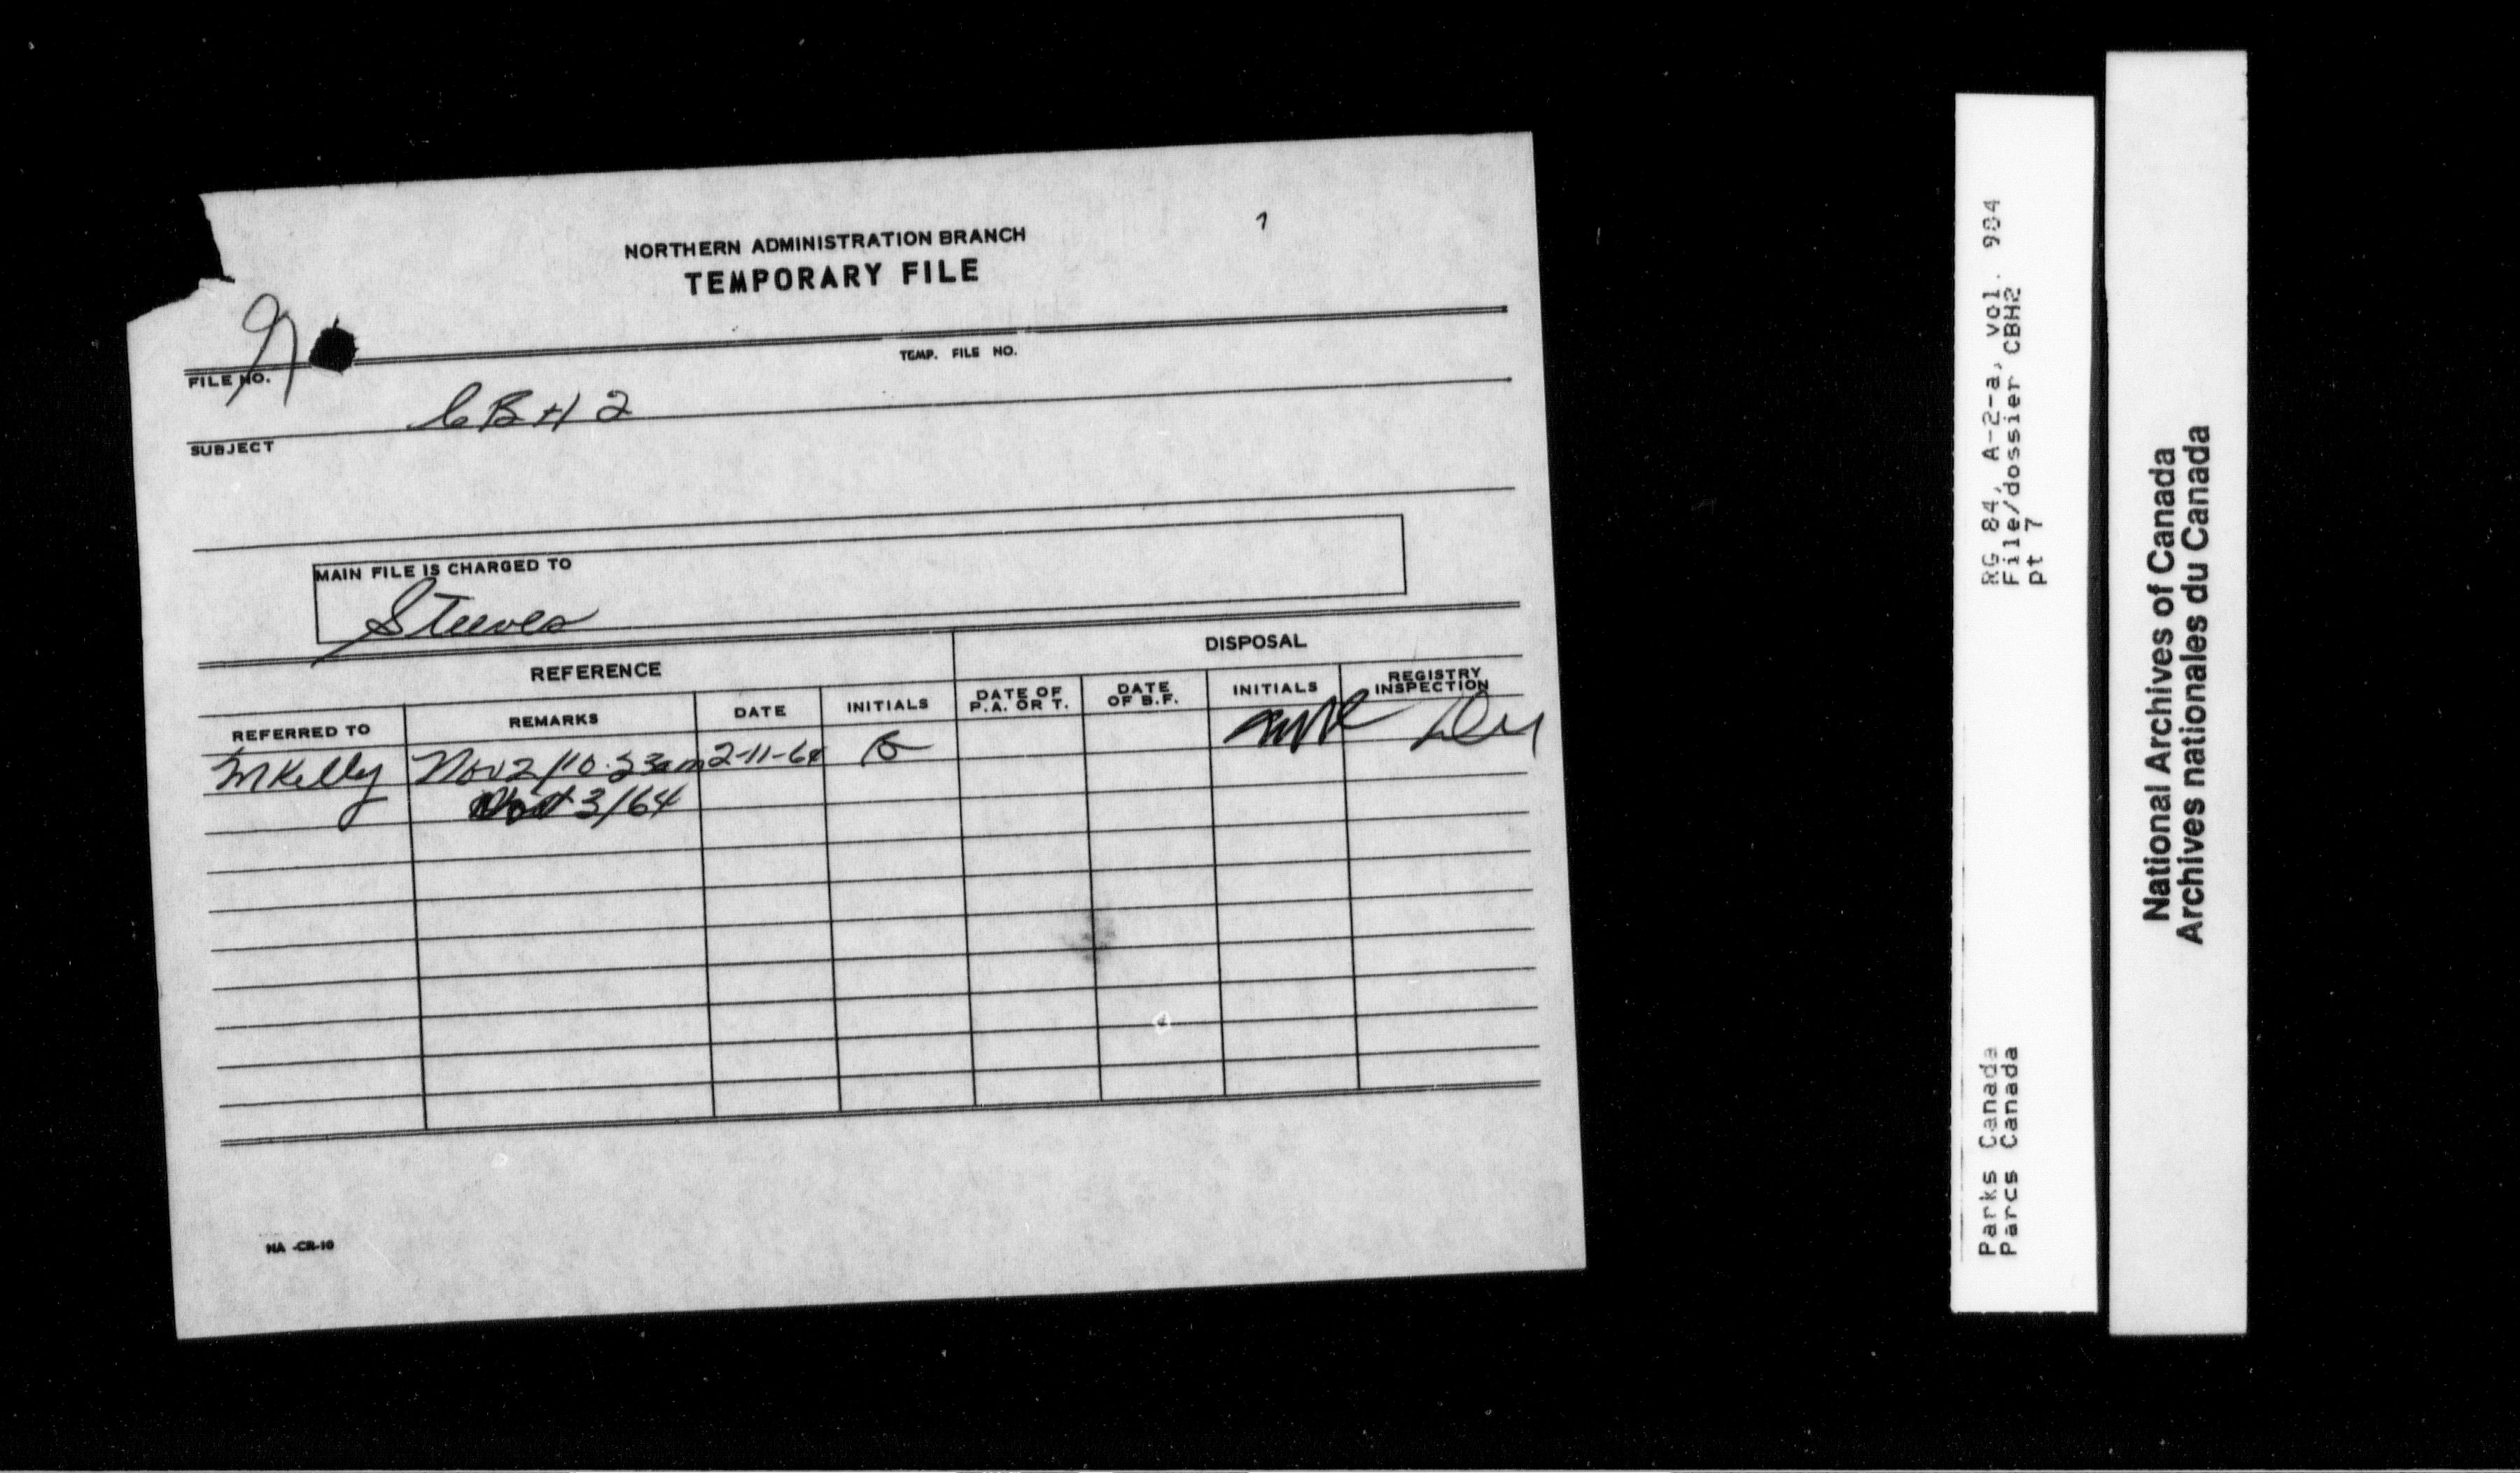 NORTHERN ADMINISTRATION BRANCH
TEMPORARY FILE
FILE NO.
TEMP. FILE NO.
CBH2
SUBJECT
MAIN FILE IS CHARGED TO
Steeves
REFERENCE
DISPOSAL
REFERRED TO
REMARKS
DATE
INITIALS
DATE OF
P.A. OR T.
DATE
OF B.F.
INITIALS
REGISTRY
INSPECTION
M Kelly
Nov 2/10.23am
2-11-64
3/64
NA -CR-10
RG 84, A-2-a, vol. 984
File/dossier CBH2
pt 7
Parks Canada
Parcs Canada
National Archives of Canada
Archives nationales du Canada